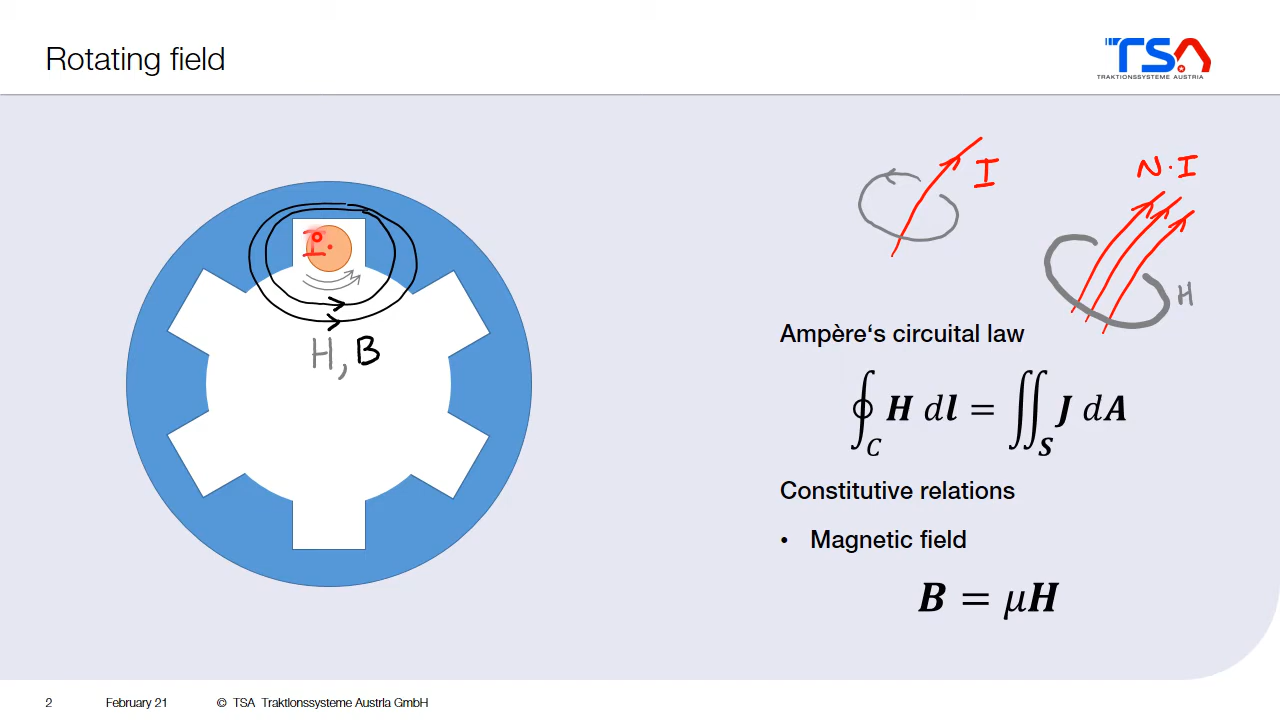 Rotating field
TSA
TRAKTIONSSYSTEME AUSTRIA
I
N·I
I
H
H, B
Ampère‘s circuital law
∮_C H dl = ∬_S J dA
Constitutive relations
• Magnetic field
B = μH
2 February 21 © TSA Traktionssysteme Austria GmbH